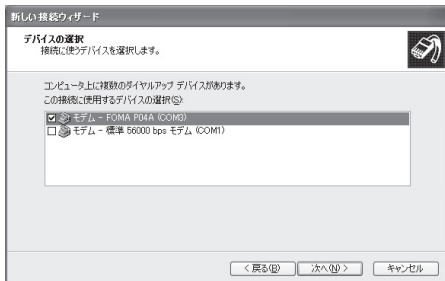 新しい接続ウィザード
デバイスの選択
接続に使うデバイスを選択します。
コンピュータ上に複数のダイヤルアップ デバイスがあります。
この接続に使用するデバイスの選択(S):
モデム - FOMA P04A (COM3)
モデム - 標準 56000 bps モデム (COM1)
< 戻る(B)
次へ(N) >
キャンセル